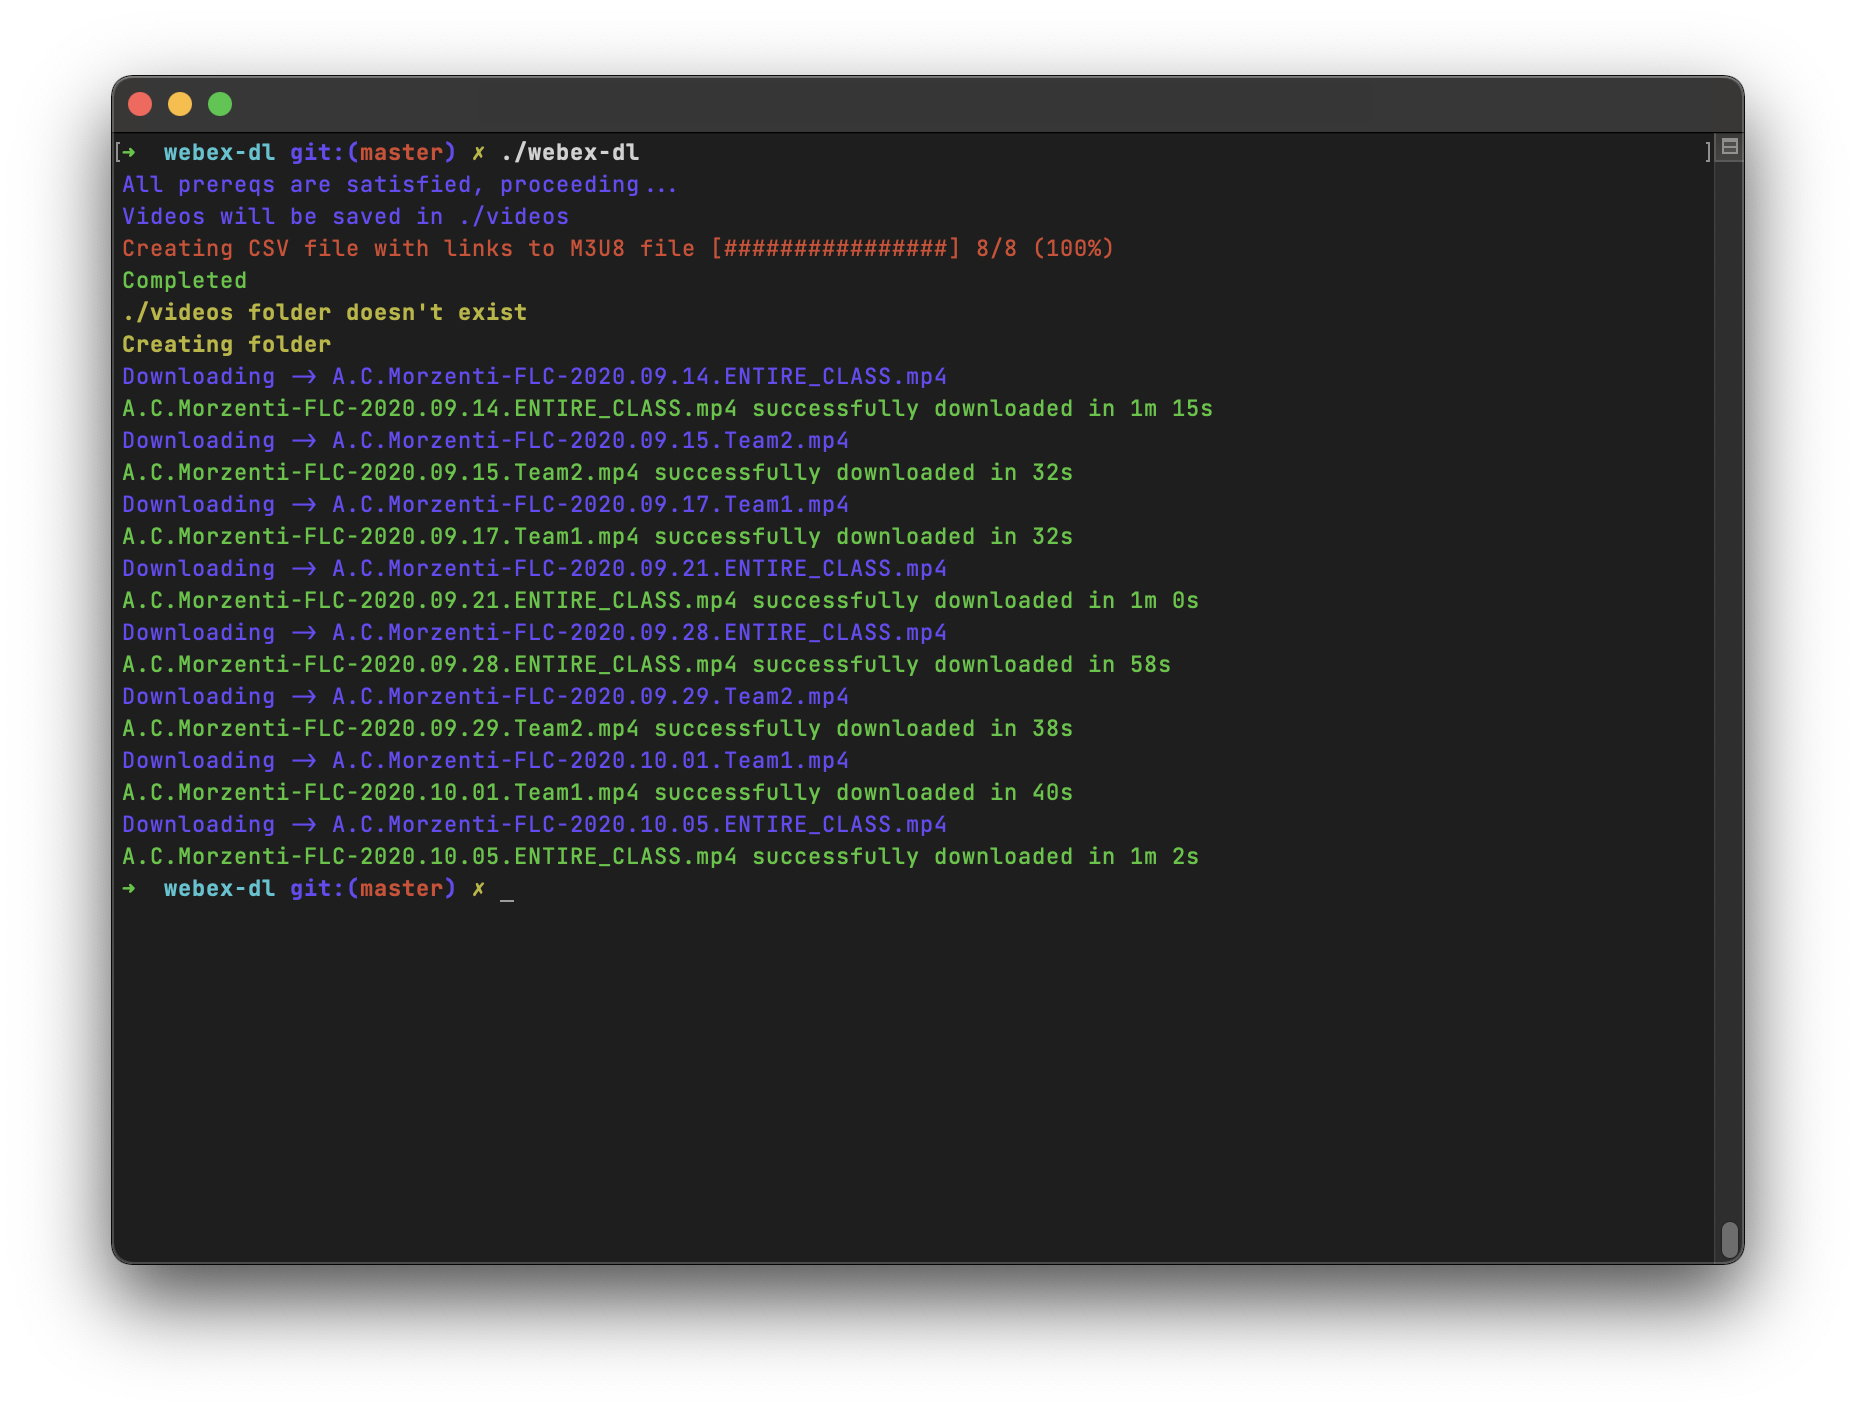 [➜  webex-dl git:(master) ✗ ./webex-dl ]
All prereqs are satisfied, proceeding...
Videos will be saved in ./videos
Creating CSV file with links to M3U8 file [################] 8/8 (100%)
Completed
./videos folder doesn't exist
Creating folder
Downloading —> A.C.Morzenti-FLC-2020.09.14.ENTIRE_CLASS.mp4
A.C.Morzenti-FLC-2020.09.14.ENTIRE_CLASS.mp4 successfully downloaded in 1m 15s
Downloading —> A.C.Morzenti-FLC-2020.09.15.Team2.mp4
A.C.Morzenti-FLC-2020.09.15.Team2.mp4 successfully downloaded in 32s
Downloading —> A.C.Morzenti-FLC-2020.09.17.Team1.mp4
A.C.Morzenti-FLC-2020.09.17.Team1.mp4 successfully downloaded in 32s
Downloading —> A.C.Morzenti-FLC-2020.09.21.ENTIRE_CLASS.mp4
A.C.Morzenti-FLC-2020.09.21.ENTIRE_CLASS.mp4 successfully downloaded in 1m 0s
Downloading —> A.C.Morzenti-FLC-2020.09.28.ENTIRE_CLASS.mp4
A.C.Morzenti-FLC-2020.09.28.ENTIRE_CLASS.mp4 successfully downloaded in 58s
Downloading —> A.C.Morzenti-FLC-2020.09.29.Team2.mp4
A.C.Morzenti-FLC-2020.09.29.Team2.mp4 successfully downloaded in 38s
Downloading —> A.C.Morzenti-FLC-2020.10.01.Team1.mp4
A.C.Morzenti-FLC-2020.10.01.Team1.mp4 successfully downloaded in 40s
Downloading —> A.C.Morzenti-FLC-2020.10.05.ENTIRE_CLASS.mp4
A.C.Morzenti-FLC-2020.10.05.ENTIRE_CLASS.mp4 successfully downloaded in 1m 2s
➜  webex-dl git:(master) ✗ _